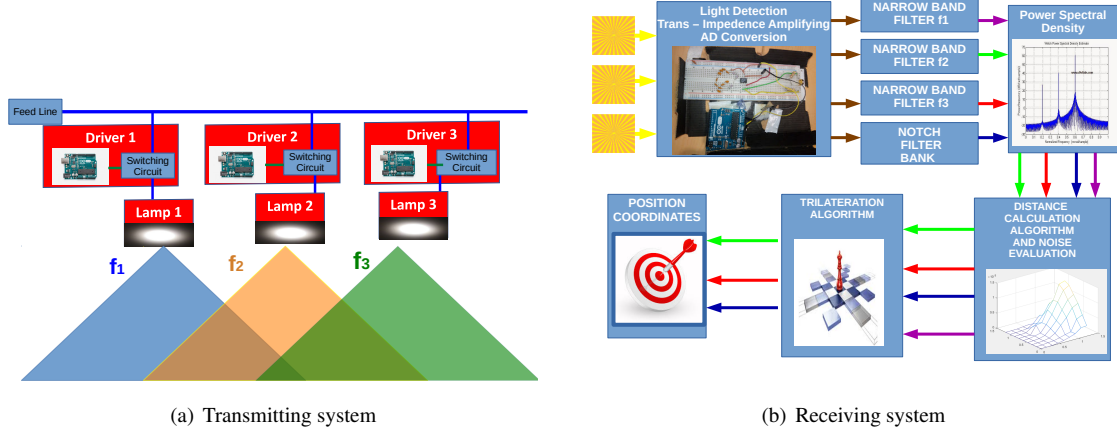 Feed Line
Driver 1
Switching
Circuit
Lamp 1
Driver 2
Switching
Circuit
Lamp 2
Driver 3
Switching
Circuit
Lamp 3
f1
f2
f3
(a) Transmitting system
Light Detection
Trans – Impedence Amplifying
AD Conversion
NARROW BAND
FILTER f1
NARROW BAND
FILTER f2
NARROW BAND
FILTER f3
NOTCH
FILTER
BANK
Power Spectral
Density
POSITION
COORDINATES
TRILATERATION
ALGORITHM
DISTANCE
CALCULATION
ALGORITHM
AND NOISE
EVALUATION
(b) Receiving system